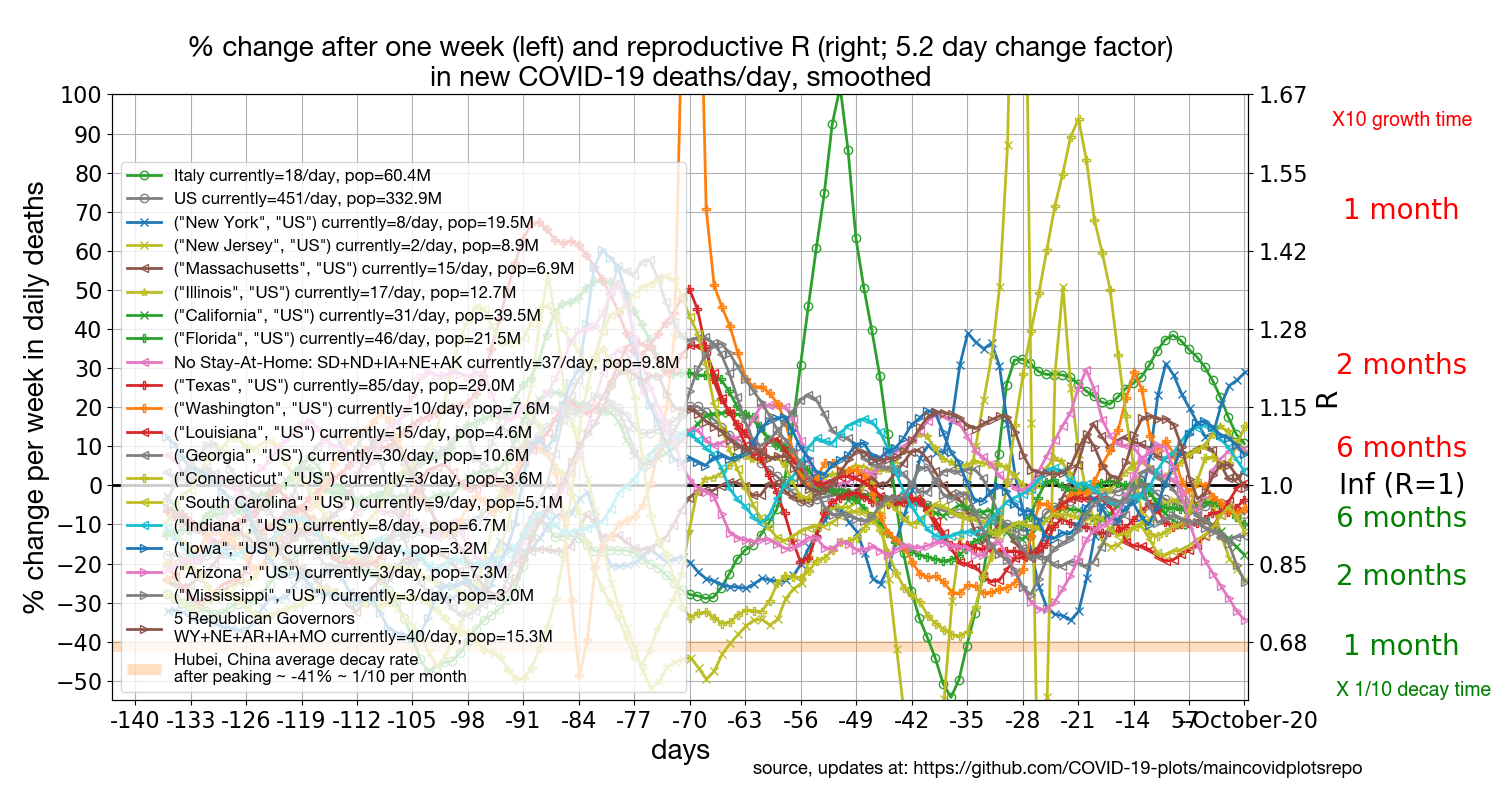 % change after one week (left) and reproductive R (right; 5.2 day change factor)
in new COVID-19 deaths/day, smoothed
% change per week in daily deaths
100
90
80
70
60
50
40
30
20
10
0
−10
−20
−30
−40
−50
Italy currently=18/day, pop=60.4M
US currently=451/day, pop=332.9M
("New York", "US") currently=8/day, pop=19.5M
("New Jersey", "US") currently=2/day, pop=8.9M
("Massachusetts", "US") currently=15/day, pop=6.9M
("Illinois", "US") currently=17/day, pop=12.7M
("California", "US") currently=31/day, pop=39.5M
("Florida", "US") currently=46/day, pop=21.5M
No Stay-At-Home: SD+ND+IA+NE+AK currently=37/day, pop=9.8M
("Texas", "US") currently=85/day, pop=29.0M
("Washington", "US") currently=10/day, pop=7.6M
("Louisiana", "US") currently=15/day, pop=4.6M
("Georgia", "US") currently=30/day, pop=10.6M
("Connecticut", "US") currently=3/day, pop=3.6M
("South Carolina", "US") currently=9/day, pop=5.1M
("Indiana", "US") currently=8/day, pop=6.7M
("Iowa", "US") currently=9/day, pop=3.2M
("Arizona", "US") currently=3/day, pop=7.3M
("Mississippi", "US") currently=3/day, pop=3.0M
5 Republican Governors
WY+NE+AR+IA+MO currently=40/day, pop=15.3M
Hubei, China average decay rate
after peaking ~ -41% ~ 1/10 per month
1.67
1.55
1.42
1.28
1.15
1.0
0.85
0.68
R
X10 growth time
1 month
2 months
6 months
Inf (R=1)
6 months
2 months
1 month
X 1/10 decay time
-140 -133 -126 -119 -112 -105 -98 -91 -84 -77 -70 -63 -56 -49 -42 -35 -28 -21 -14 October-20
days
source, updates at: https://github.com/COVID-19-plots/maincovidplotsrepo